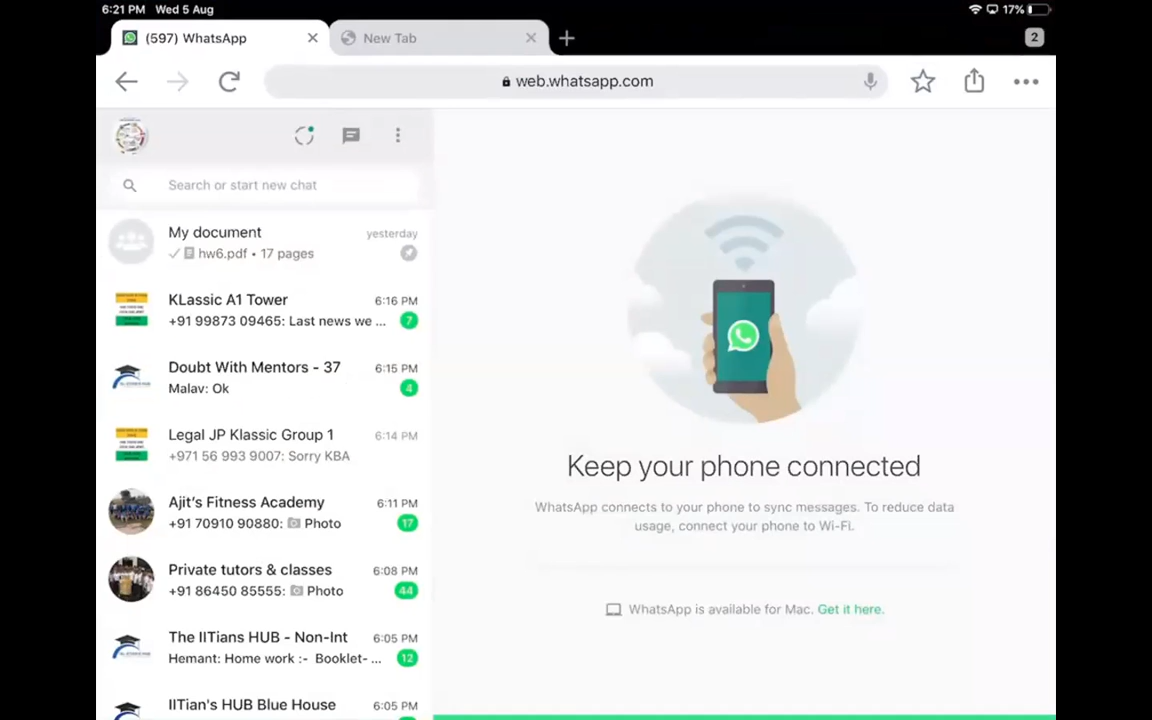 6:21 PM Wed 5 Aug
17%
(597) WhatsApp
New Tab
2
web.whatsapp.com
Search or start new chat
My document
yesterday
hw6.pdf • 17 pages
KLassic A1 Tower
6:16 PM
+91 99873 09465: Last news we ...
7
Doubt With Mentors - 37
6:15 PM
Malav: Ok
4
Legal JP Klassic Group 1
6:14 PM
+971 56 993 9007: Sorry KBA
Ajit's Fitness Academy
6:11 PM
+91 70910 90880: Photo
17
Private tutors & classes
6:08 PM
+91 86450 85555: Photo
44
The IITians HUB - Non-Int
6:05 PM
Hemant: Home work :- Booklet- ...
12
IITian's HUB Blue House
6:05 PM
Keep your phone connected
WhatsApp connects to your phone to sync messages. To reduce data
usage, connect your phone to Wi-Fi.
WhatsApp is available for Mac. Get it here.